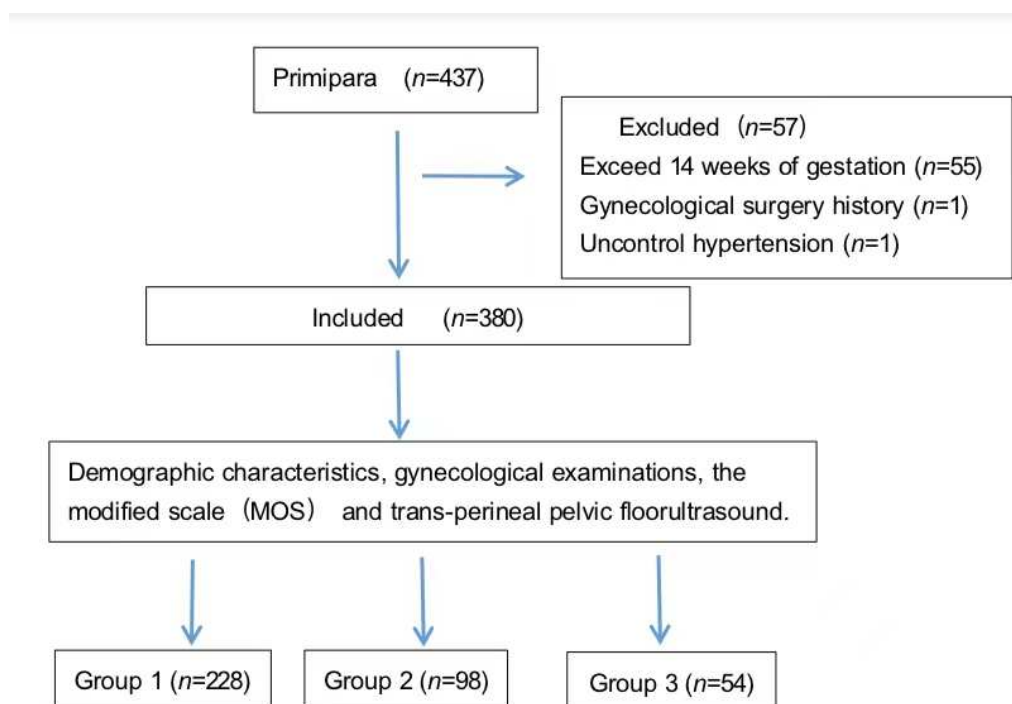 Primipara (n=437)
Excluded（n=57)
Exceed 14 weeks of gestation (n=55)
Gynecological surgery history (n=1)
Uncontrol hypertension (n=1)
Included (n=380)
Demographic characteristics, gynecological examinations, the
modified scale（MOS） and trans-perineal pelvic floorultrasound.
Group 1 (n=228)
Group 2 (n=98)
Group 3 (n=54)